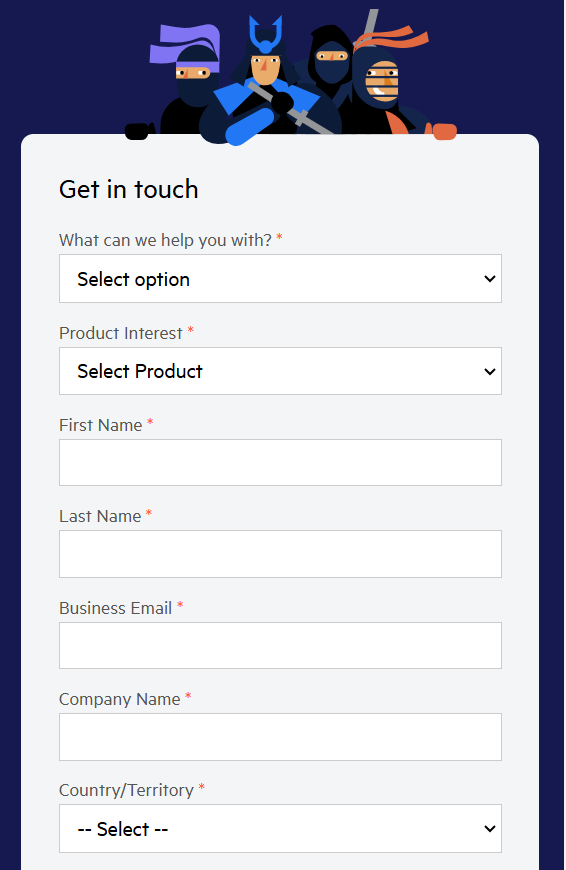 Get in touch
What can we help you with? *
Select option
Product Interest *
Select Product
First Name *
Last Name *
Business Email *
Company Name *
Country/Territory *
-- Select --